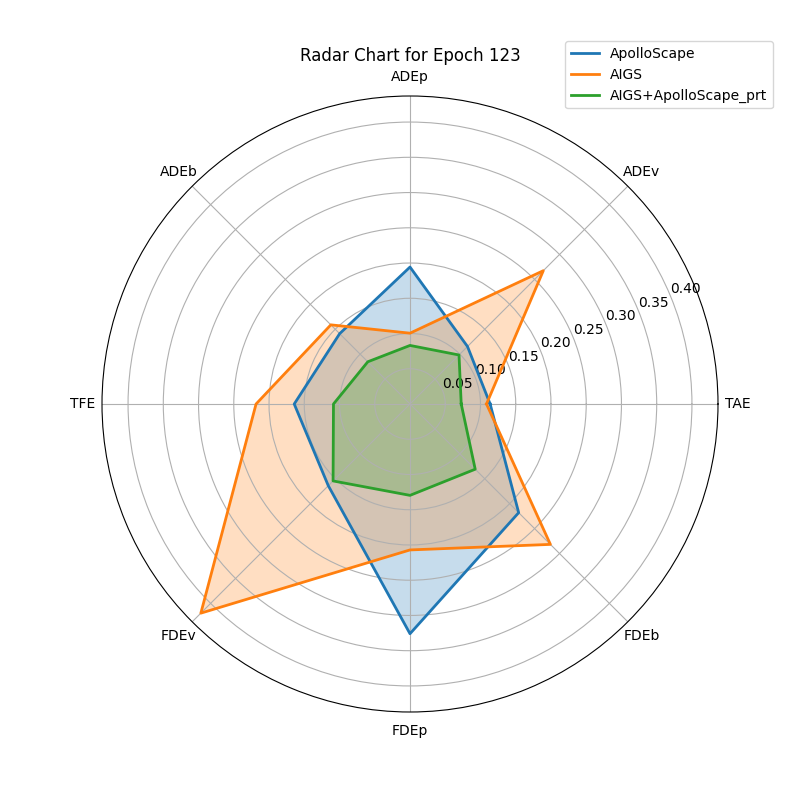 Radar Chart for Epoch 123
ApolloScape
AIGS
AIGS+ApolloScape_prt
ADEp
ADEb
ADEv
0.40
0.35
0.30
0.25
0.20
0.15
0.10
0.05
TFE
TAE
FDEv
FDEb
FDEp